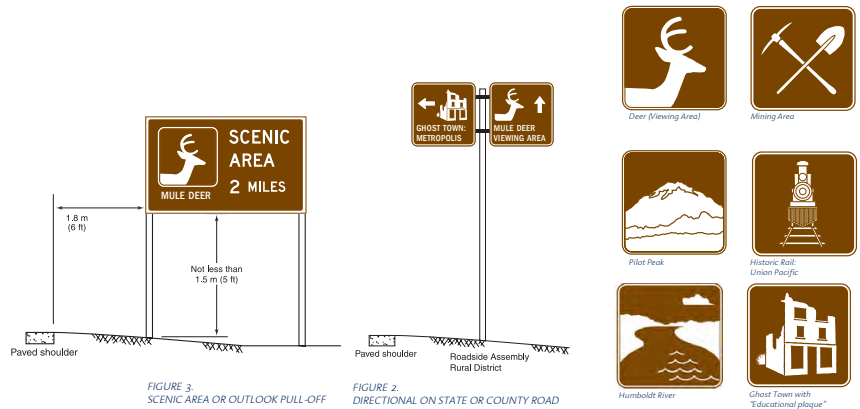 SCENIC
AREA
2 MILES
MULE DEER
1.8 m
(6 ft)
Not less than
1.5 m (5 ft)
Paved shoulder
FIGURE 3.
SCENIC AREA OR OUTLOOK PULL-OFF
GHOST TOWN:
METROPOLIS
MULE DEER
VIEWING AREA
Paved shoulder
Roadside Assembly
Rural District
FIGURE 2.
DIRECTIONAL ON STATE OR COUNTY ROAD
Deer (Viewing Area)
Mining Area
Pilot Peak
Historic Rail:
Union Pacific
Humboldt River
Ghost Town with
"Educational plaque"